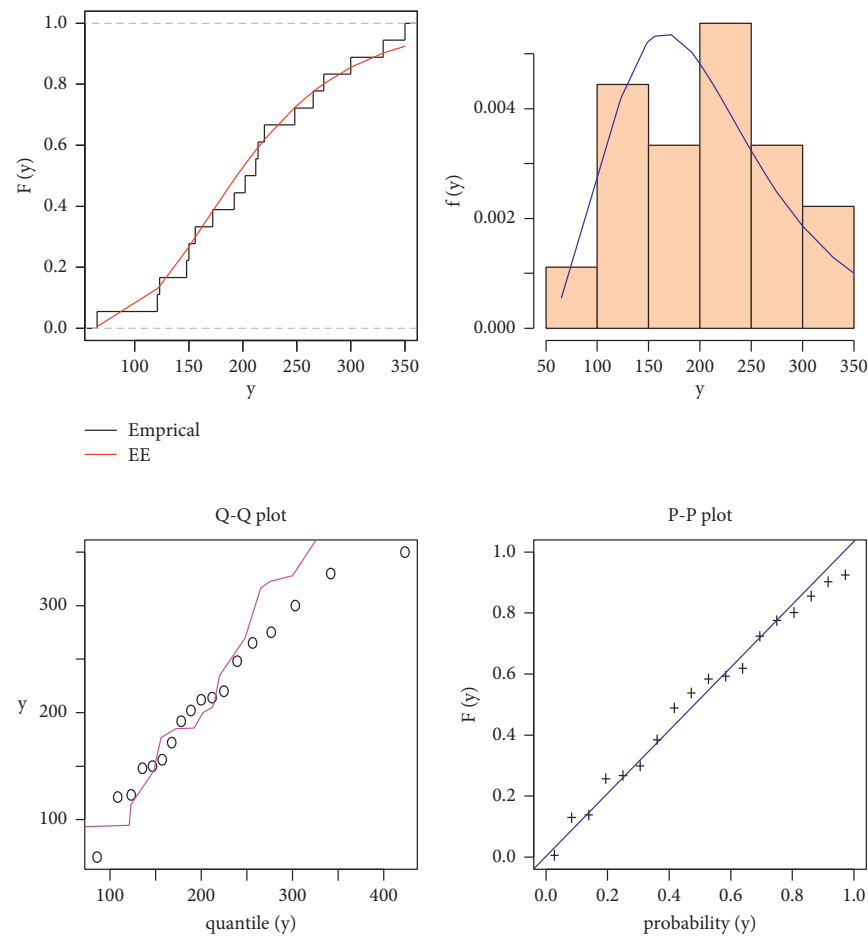 1.0
0.8
0.6
0.4
0.2
0.0
F (y)
100 150 200 250 300 350
y
Emprical
EE
0.004
0.002
0.000
f (y)
50 100 150 200 250 300 350
y
Q-Q plot
300
200
100
y
100 200 300 400
quantile (y)
P-P plot
1.0
0.8
0.6
0.4
0.2
0.0
F (y)
0.0 0.2 0.4 0.6 0.8 1.0
probability (y)